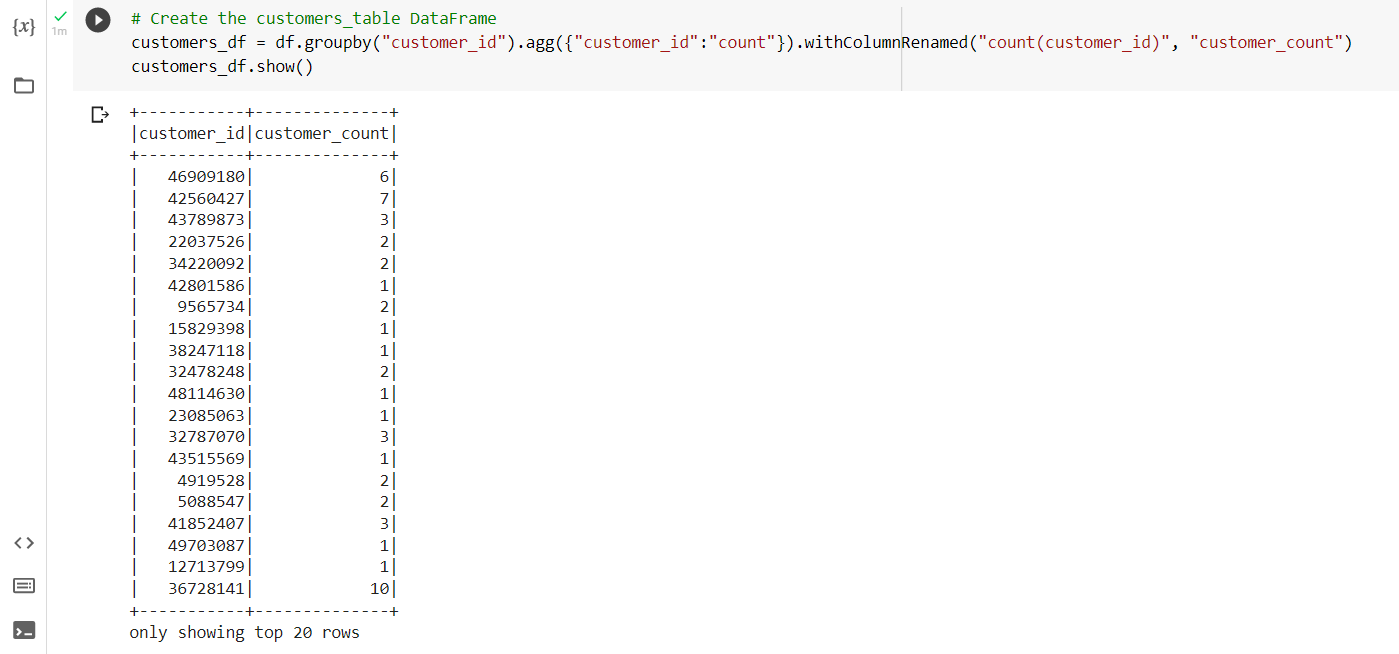 {x}
1m
# Create the customers_table DataFrame
customers_df = df.groupby("customer_id").agg({"customer_id":"count"}).withColumnRenamed("count(customer_id)", "customer_count")
customers_df.show()
+-----------+--------------+
|customer_id|customer_count|
+-----------+--------------+
|   46909180|             6|
|   42560427|             7|
|   43789873|             3|
|   22037526|             2|
|   34220092|             2|
|   42801586|             1|
|    9565734|             2|
|   15829398|             1|
|   38247118|             1|
|   32478248|             2|
|   48114630|             1|
|   23085063|             1|
|   32787070|             3|
|   43515569|             1|
|    4919528|             2|
|    5088547|             2|
|   41852407|             3|
|   49703087|             1|
|   12713799|             1|
|   36728141|            10|
+-----------+--------------+
only showing top 20 rows